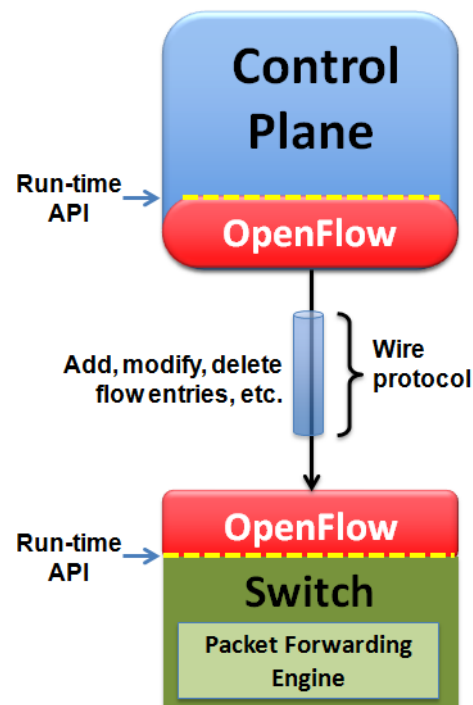 Control
Plane
Run-time
API
OpenFlow
Add, modify, delete
flow entries, etc.
Wire
protocol
OpenFlow
Run-time
API
Switch
Packet Forwarding
Engine